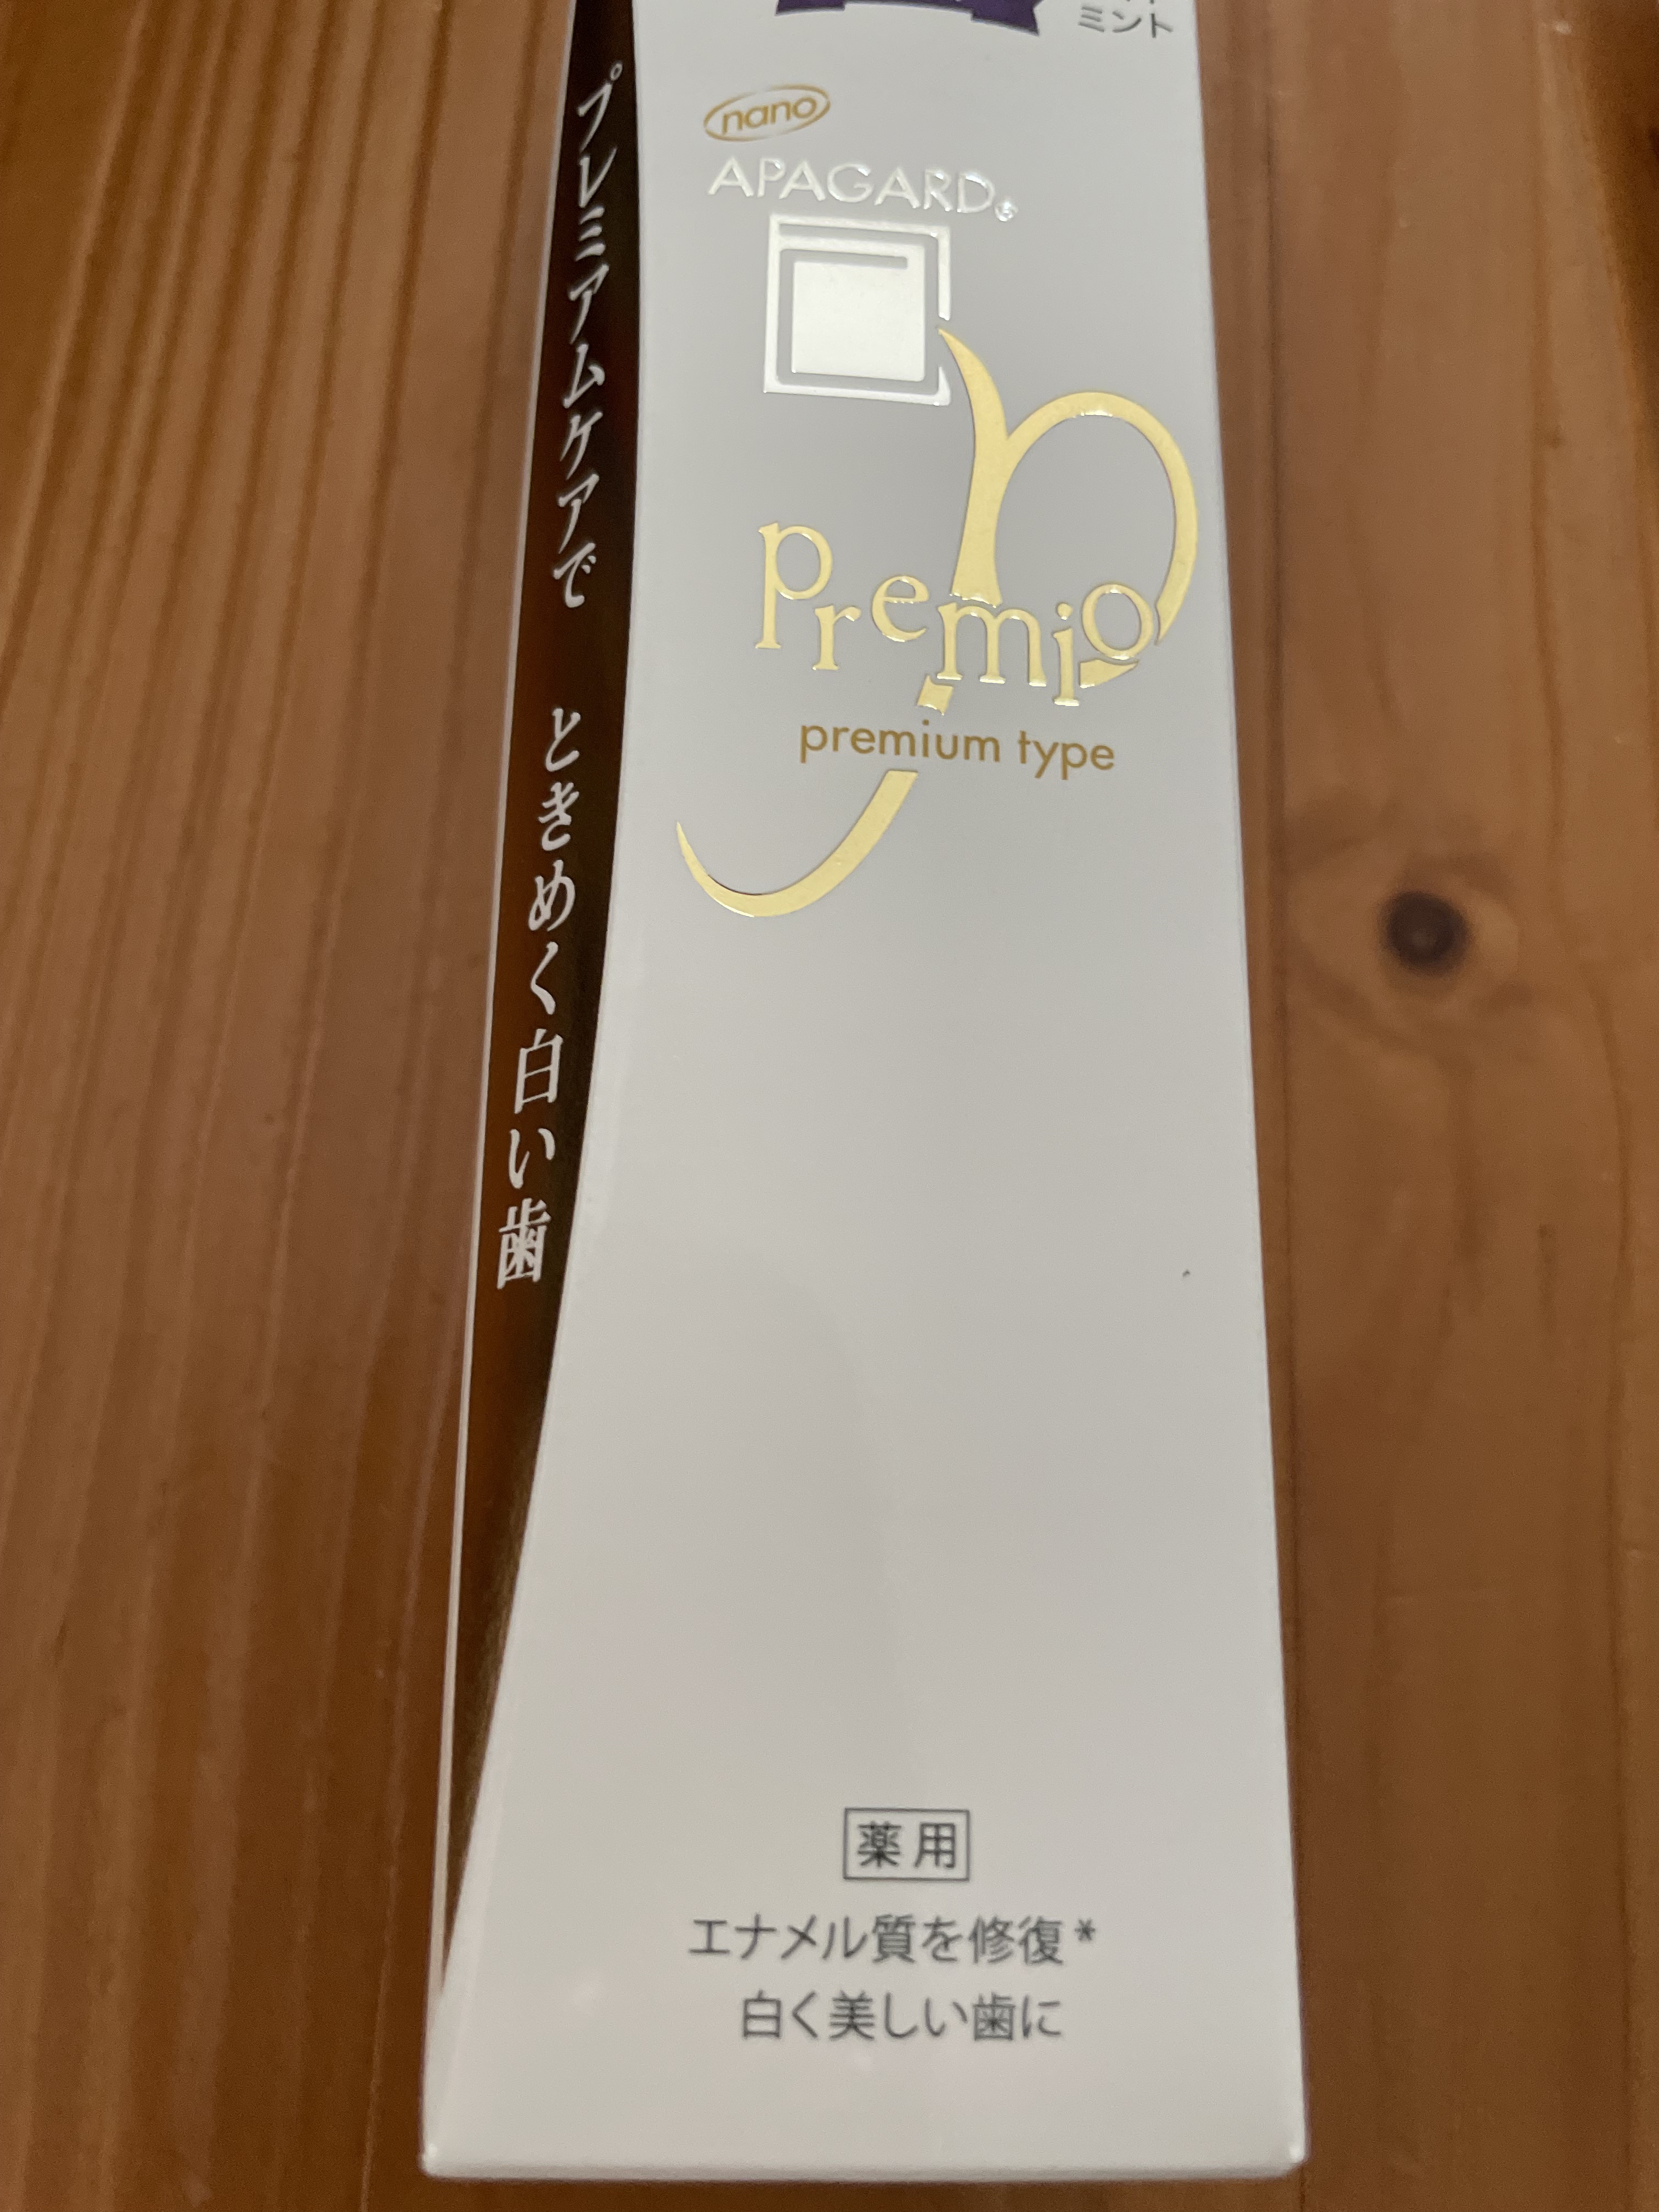 ミント
nano
APAGARD®
premio
premium type
プレミアムケアで ときめく白い歯
薬用
エナメル質を修復*
白く美しい歯に